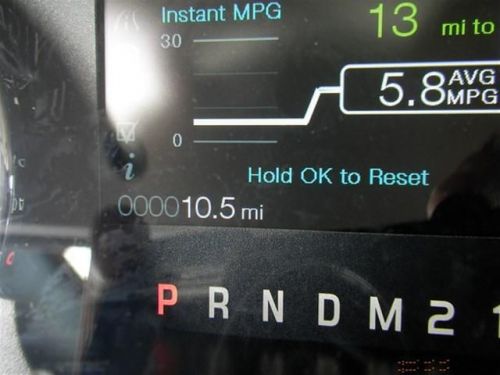 Instant MPG
13 mi to
30
5.8 AVG MPG
0
i
Hold OK to Reset
000010.5 mi
P R N D M 2 1